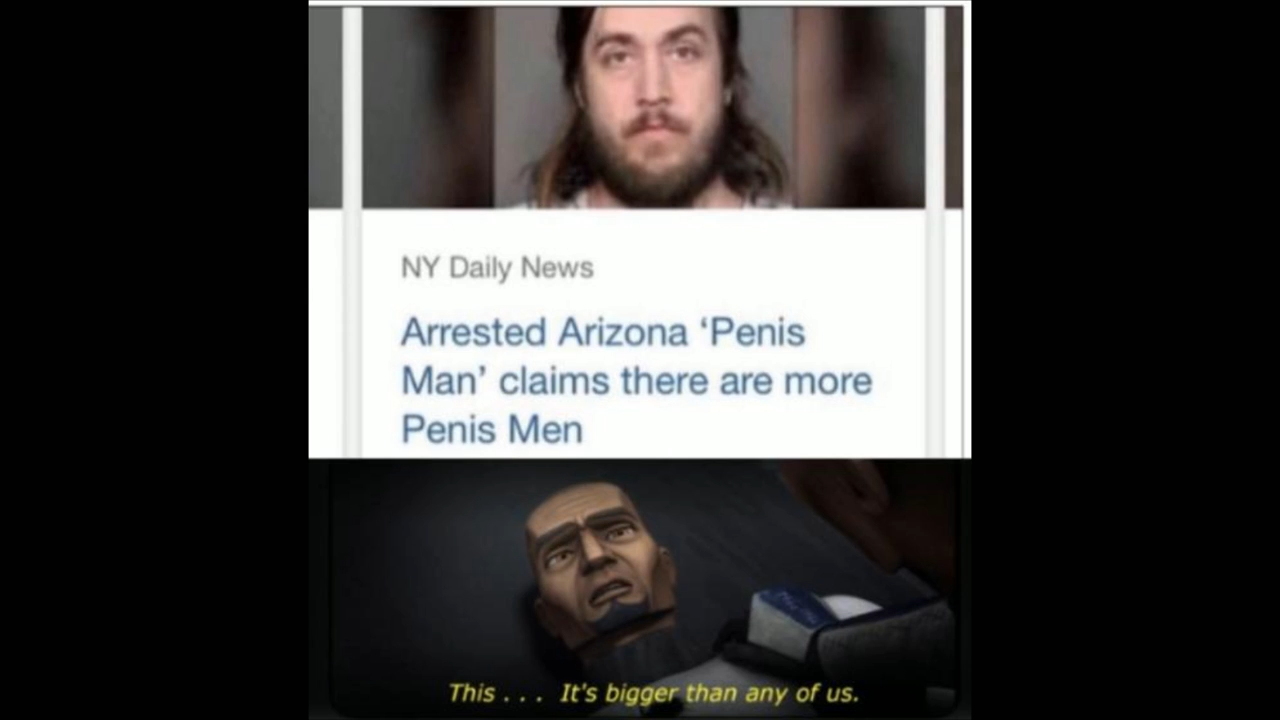 NY Daily News
Arrested Arizona ‘Penis
Man’ claims there are more
Penis Men
This . . . It's bigger than any of us.